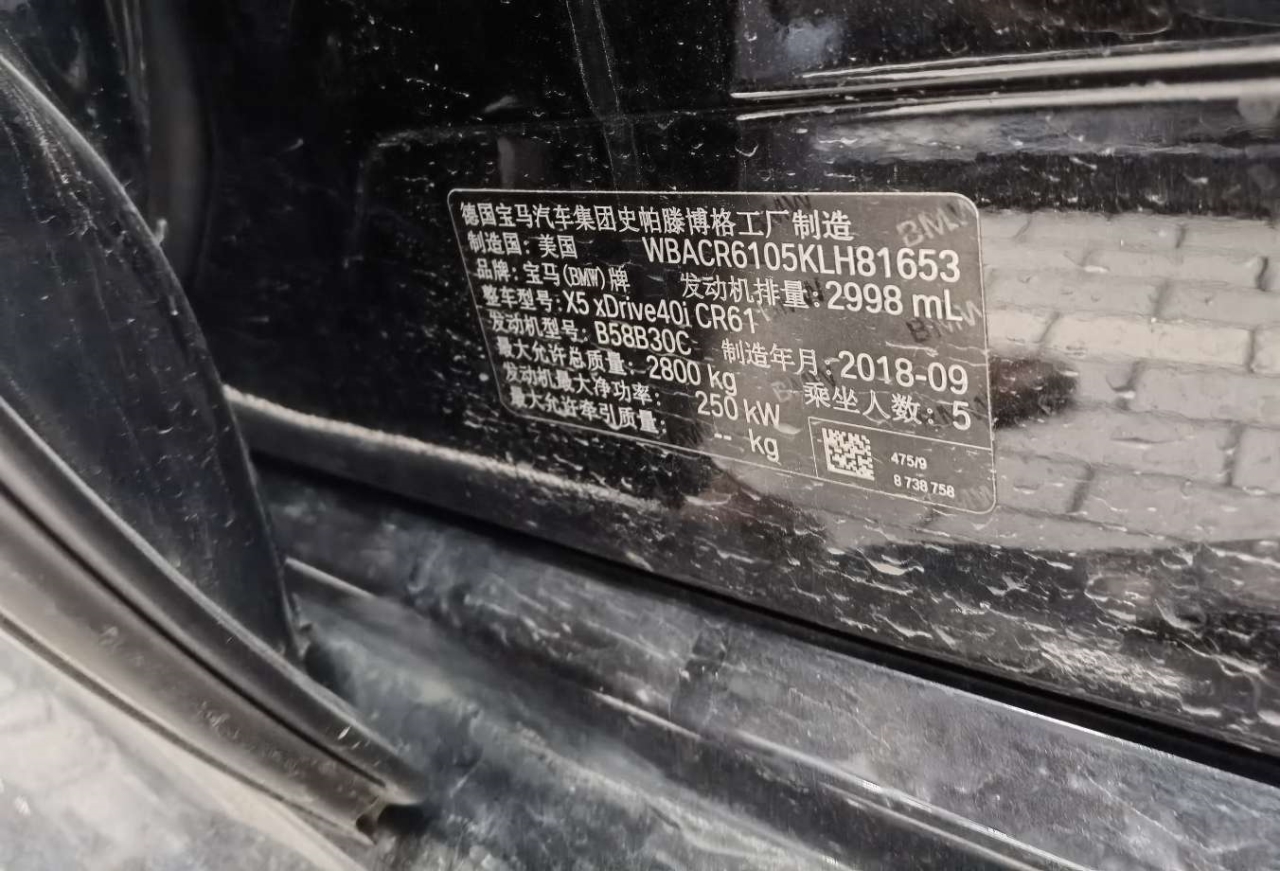 德国宝马汽车集团史帕滕博格工厂制造
制造国: 美国 WBACR6105KLH81653
品牌: 宝马(BMW)牌 发动机排量: 2998 mL
整车型号: X5 xDrive40i CR61
发动机型号: B58B30C 制造年月: 2018-09
最大允许总质量: 2800 kg 乘坐人数: 5
发动机最大净功率: 250 kW
最大允许牵引质量: -- kg
475/9
8 738 758
BMW
BMW